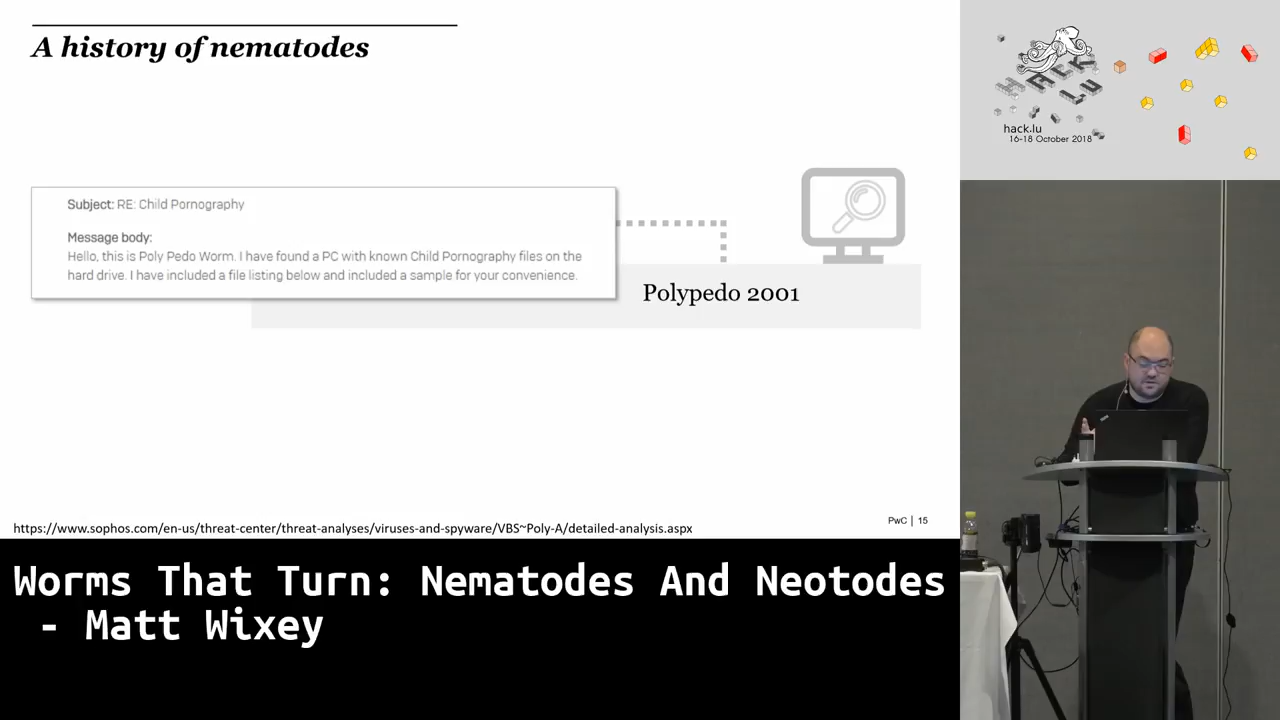 A history of nematodes
Subject: RE: Child Pornography
Message body:
Hello, this is Poly Pedo Worm. I have found a PC with known Child Pornography files on the
hard drive. I have included a file listing below and included a sample for your convenience.
Polypedo 2001
https://www.sophos.com/en-us/threat-center/threat-analyses/viruses-and-spyware/VBS~Poly-A/detailed-analysis.aspx
PwC | 15
HACK
LU
hack.lu
16-18 October 2018
Worms That Turn: Nematodes And Neotodes
- Matt Wixey